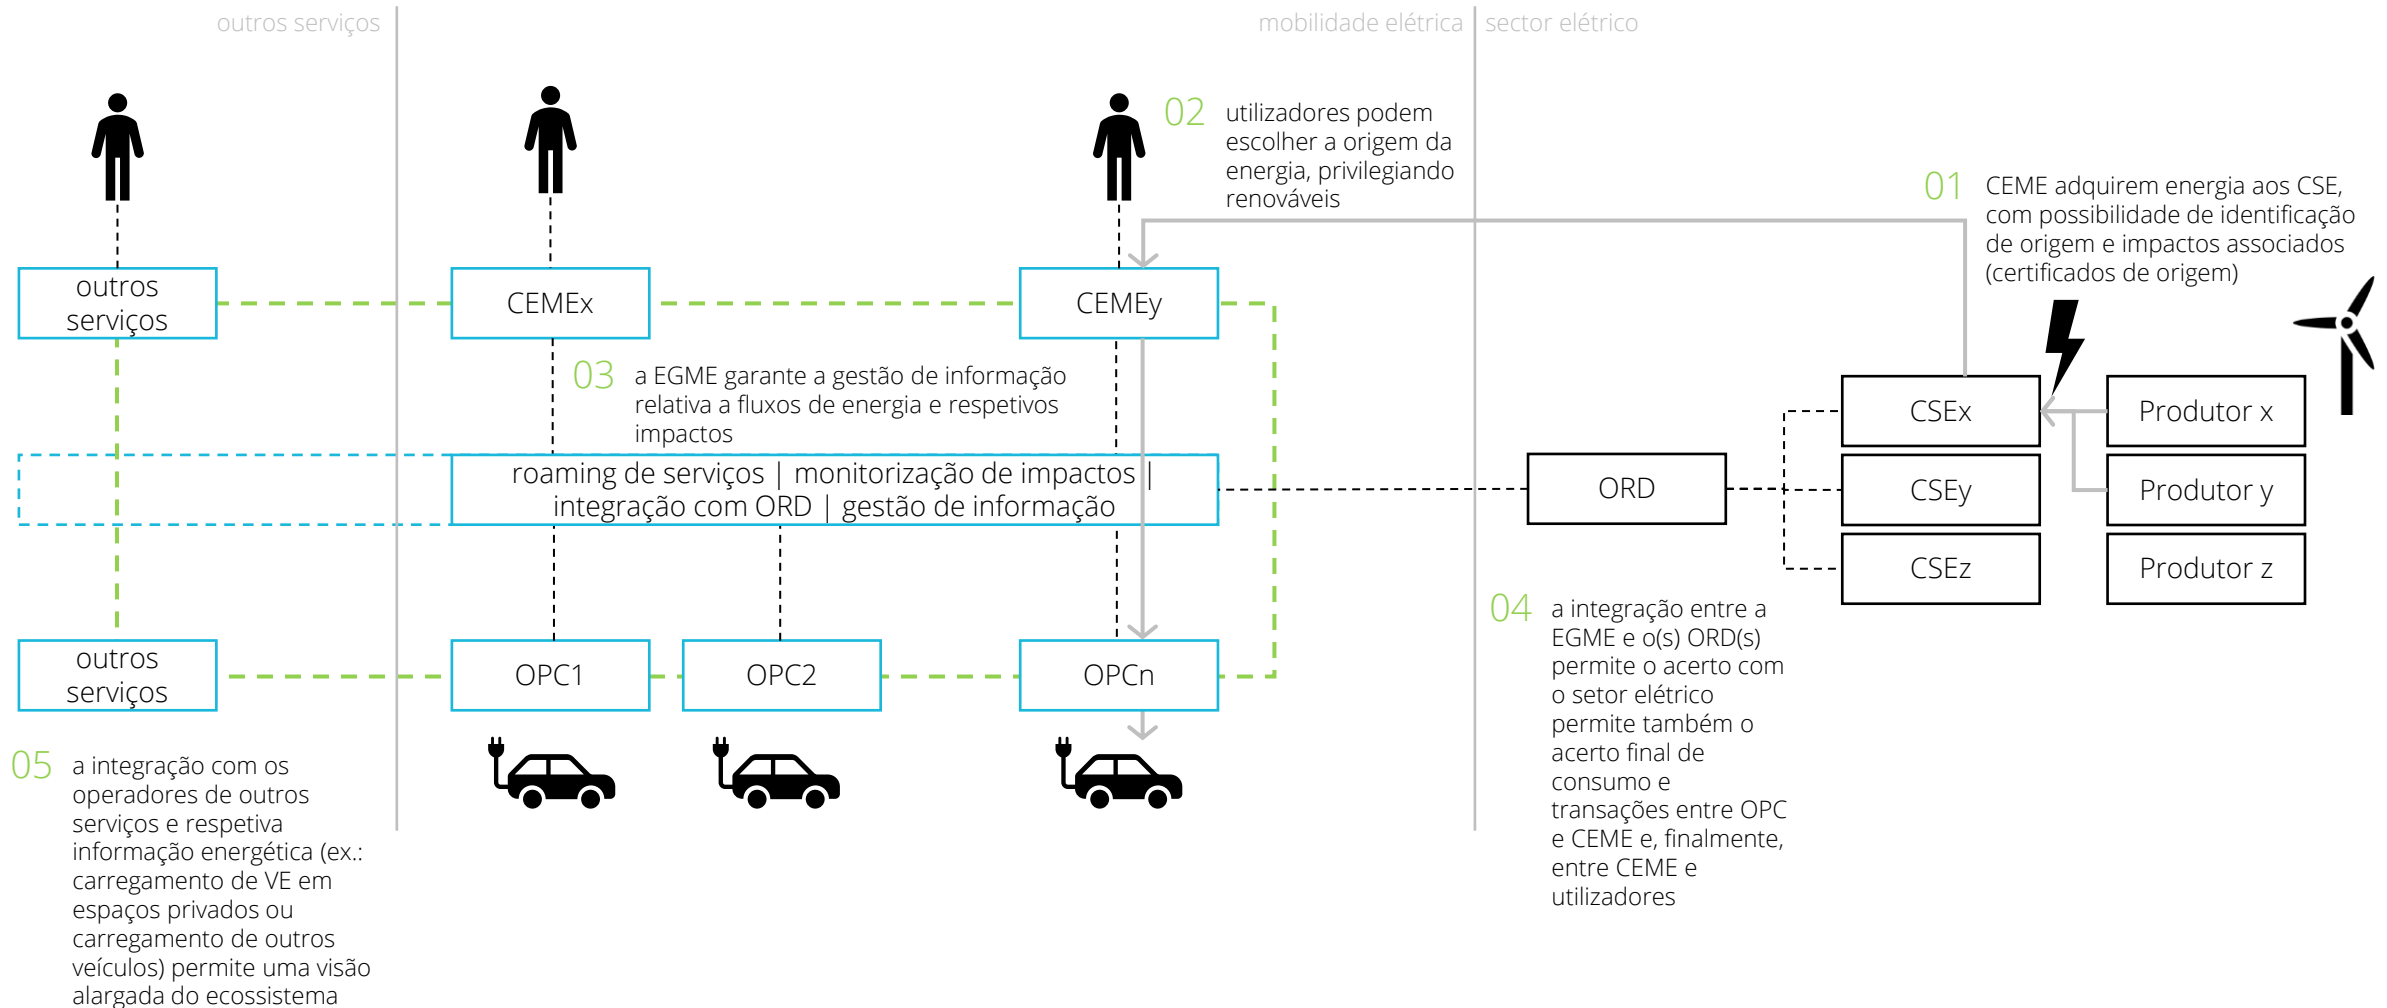 outros serviços
mobilidade elétrica
sector elétrico
02
utilizadores podem
escolher a origem da
energia, privilegiando
renováveis
01
CEME adquirem energia aos CSE,
com possibilidade de identificação
de origem e impactos associados
(certificados de origem)
outros
serviços
CEMEx
CEMEy
03
a EGME garante a gestão de informação
relativa a fluxos de energia e respetivos
impactos
CSEx
Produtor x
roaming de serviços | monitorização de impactos |
integração com ORD | gestão de informação
ORD
CSEy
Produtor y
CSEz
Produtor z
04
a integração entre a
EGME e o(s) ORD(s)
permite o acerto com
o setor elétrico
permite também o
acerto final de
consumo e
transações entre OPC
e CEME e, finalmente,
entre CEME e
utilizadores
outros
serviços
OPC1
OPC2
OPCn
05
a integração com os
operadores de outros
serviços e respetiva
informação energética (ex.:
carregamento de VE em
espaços privados ou
carregamento de outros
veículos) permite uma visão
alargada do ecossistema